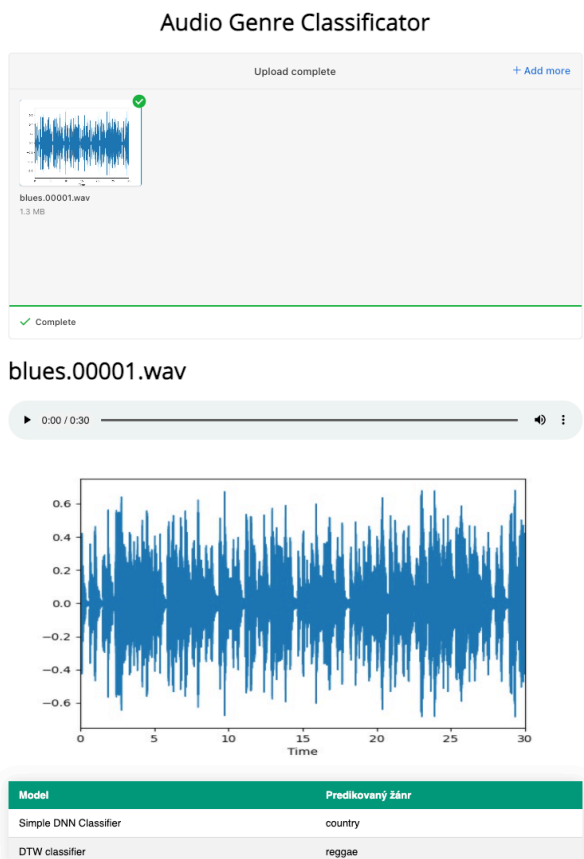 Audio Genre Classificator
Upload complete
+ Add more
blues.00001.wav
1.3 MB
Complete
blues.00001.wav
0:00 / 0:30
0.6
0.4
0.2
0.0
−0.2
−0.4
−0.6
0 5 10 15 20 25 30
Time
Model Predikovaný žánr
Simple DNN Classifier country
DTW classifier reggae